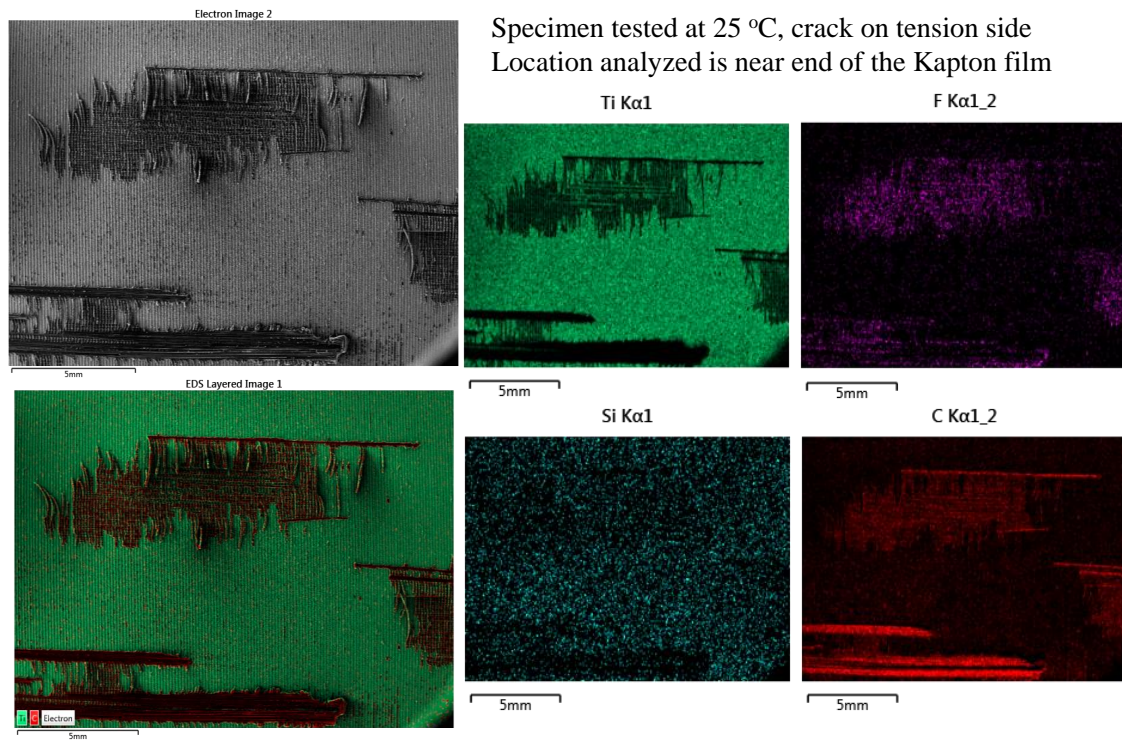 Electron Image 2
Specimen tested at 25 °C, crack on tension side
Location analyzed is near end of the Kapton film
Ti Kα1
F Kα1_2
5mm
5mm
5mm
EDS Layered Image 1
Si Kα1
C Kα1_2
Ti C Electron
5mm
5mm
5mm